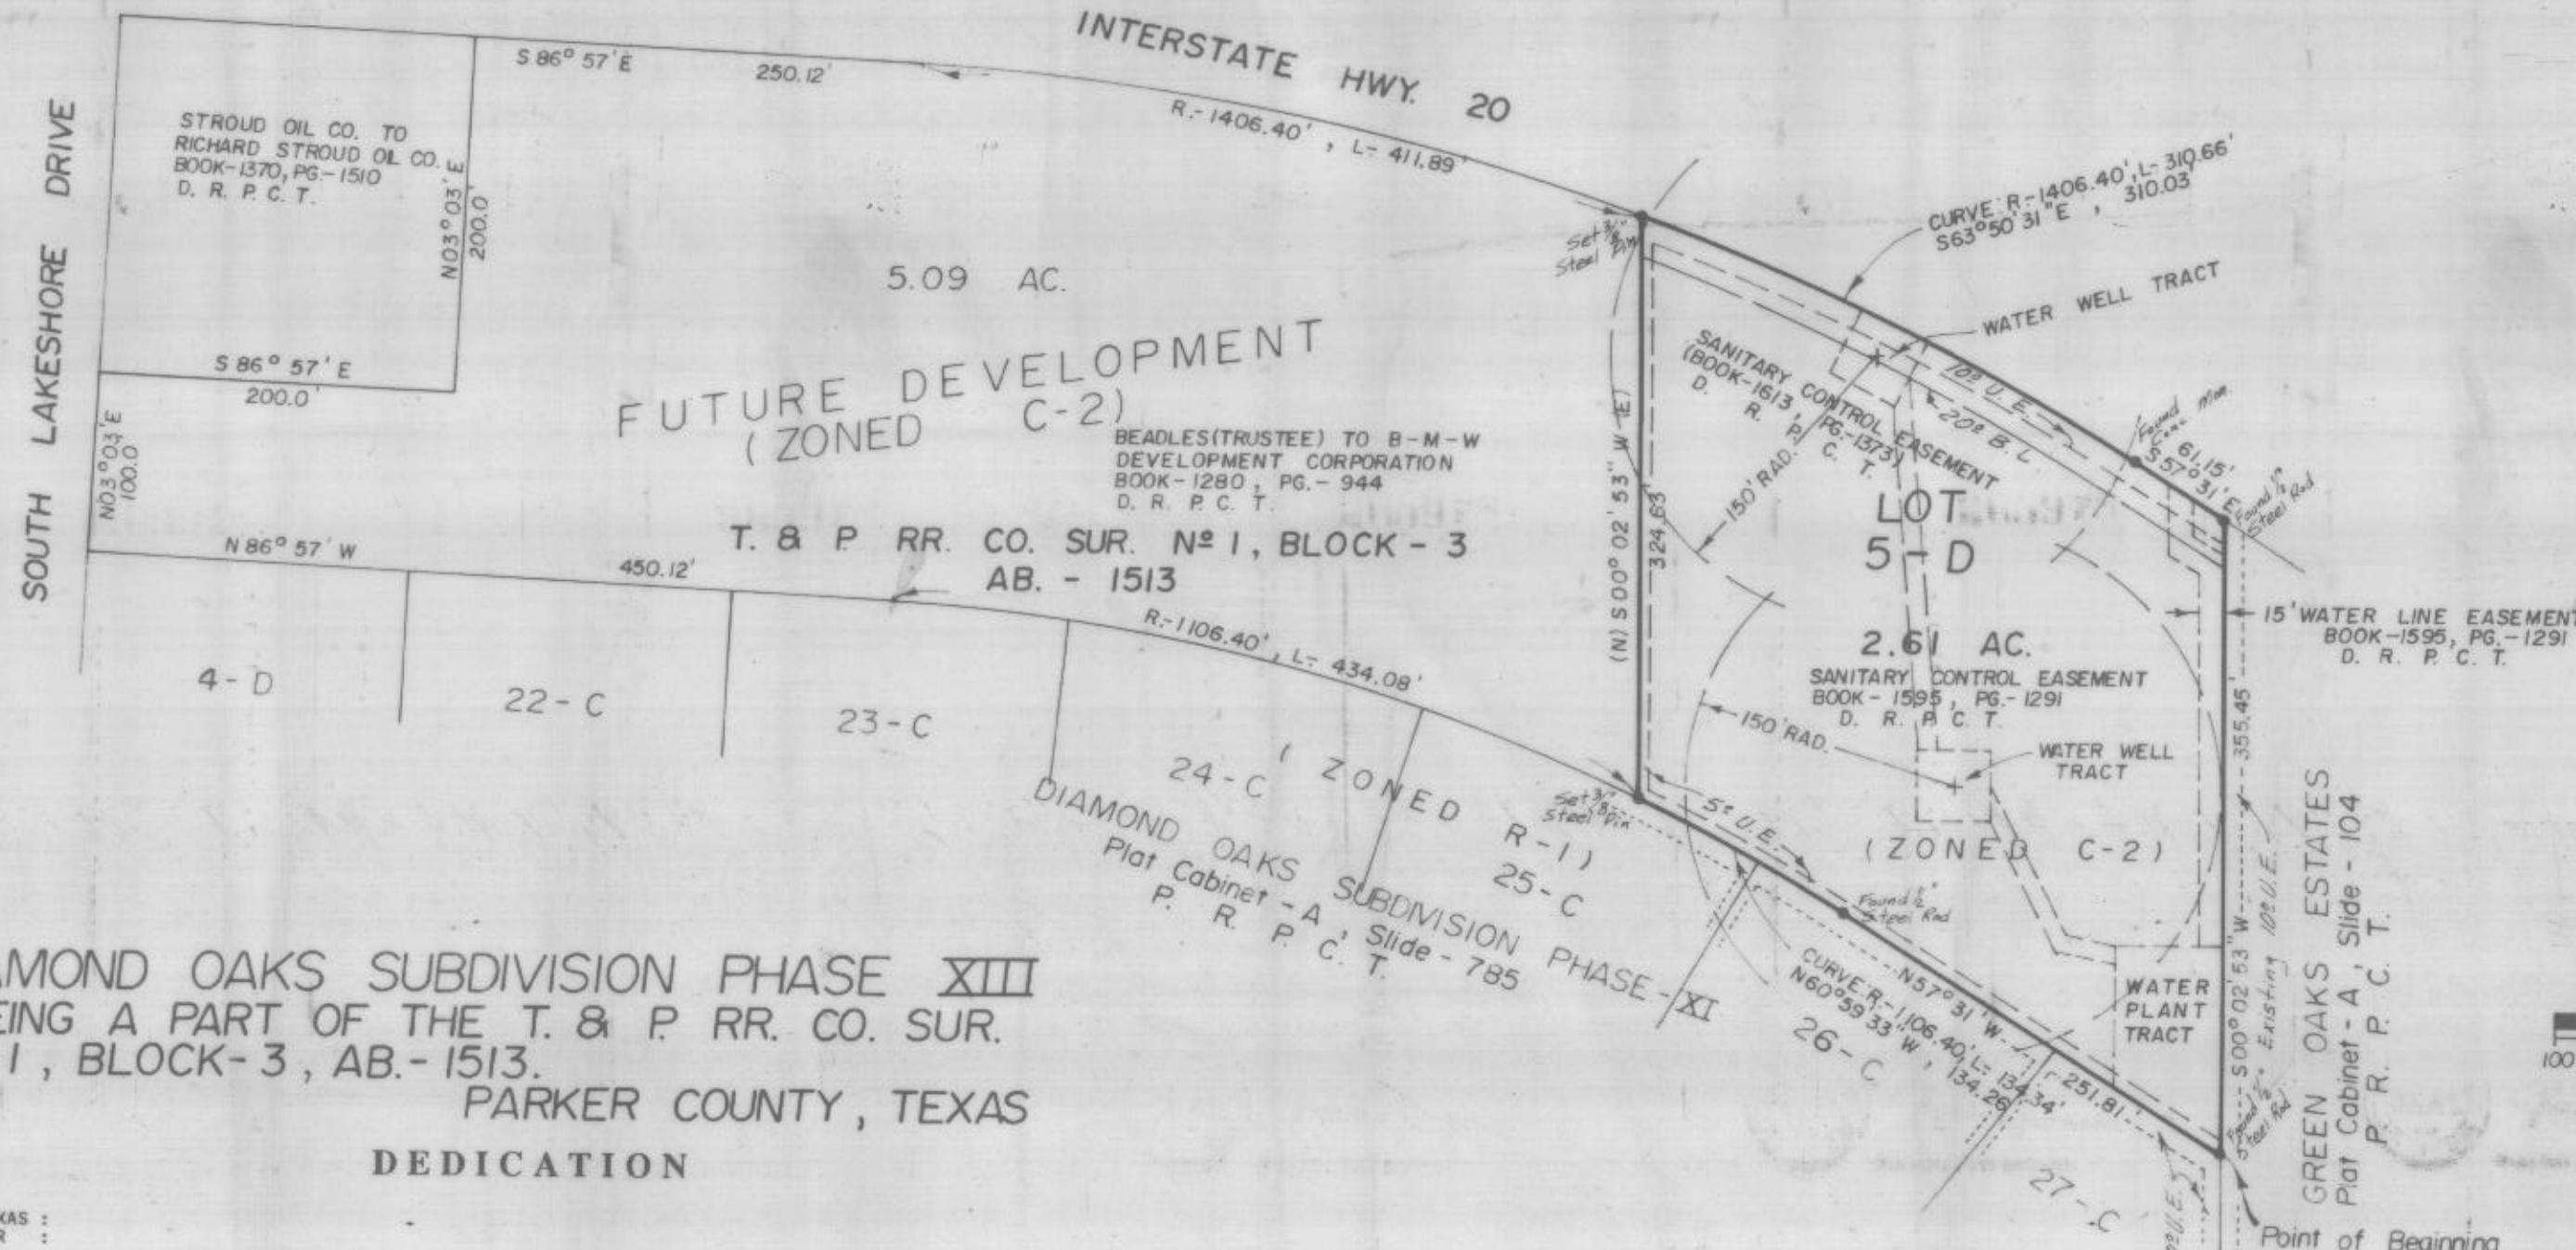 INTERSTATE HWY. 20
S 86° 57' E 250.12'
R.- 1406.40' , L- 411.89'
SOUTH LAKESHORE DRIVE
STROUD OIL CO. TO
RICHARD STROUD OIL CO.
BOOK-1370, PG.-1510
D. R. P. C. T.
N03°03' E
200.0'
S 86° 57' E
200.0'
N03°03' E
100.0'
5.09 AC.
FUTURE DEVELOPMENT
( ZONED C-2)
BEADLES(TRUSTEE) TO B-M-W
DEVELOPMENT CORPORATION
BOOK-1280, PG.- 944
D. R. P. C. T.
T. & P. RR. CO. SUR. Nº 1, BLOCK - 3
AB. - 1513
N 86° 57' W 450.12'
R.- 1106.40' , L- 434.08'
4-D
22-C
23-C
24-C
( ZONED R-1)
25-C
DIAMOND OAKS SUBDIVISION PHASE-XI
Plat Cabinet - A , Slide - 785
P. R. P. C. T.
26-C
27-C
Set 3/8"
Steel Pin
CURVE: R-1406.40', L- 310.66'
S63°50'31"E , 310.03'
WATER WELL TRACT
SANITARY CONTROL EASEMENT
(BOOK-1613, PG.-1373)
D. R. P. C. T.
150' RAD.
10' U. E.
20' B. L.
Found Conc. Mon.
61.15'
S 57° 31' E
Found 1/2"
Steel Rod
(N) S00° 02' 53" W (E)
324.63'
LOT
5-D
2.61 AC.
SANITARY CONTROL EASEMENT
BOOK - 1595, PG.-1291
D. R. P. C. T.
150' RAD.
WATER WELL
TRACT
( ZONED C-2)
15' WATER LINE EASEMENT
BOOK-1595, PG.-1291
D. R. P. C. T.
355.45'
S00° 02' 53" W
Existing 10' U.E.
GREEN OAKS ESTATES
Plat Cabinet - A, Slide - 104
P. R. P. C. T.
Set 3/8"
Steel Pin
5' U.E.
Found 1/2"
Steel Rod
CURVE: R-1106.40', L- 134.34'
N60°59'33"W , 134.26'
N57°31'W
251.81'
WATER
PLANT
TRACT
Found 1/2"
Steel Rod
U.E.
Point of Beginning
100
AMOND OAKS SUBDIVISION PHASE XIII
EING A PART OF THE T. & P. RR. CO. SUR.
1 , BLOCK-3 , AB.-1513.
PARKER COUNTY, TEXAS
DEDICATION
XAS :
R :